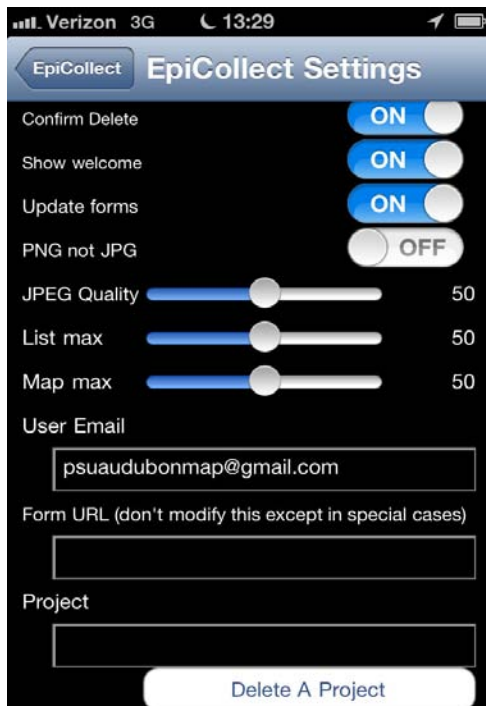 Verizon 3G 13:29
EpiCollect EpiCollect Settings
Confirm Delete ON
Show welcome ON
Update forms ON
PNG not JPG OFF
JPEG Quality 50
List max 50
Map max 50
User Email
psuaudubonmap@gmail.com
Form URL (don't modify this except in special cases)
Project
Delete A Project